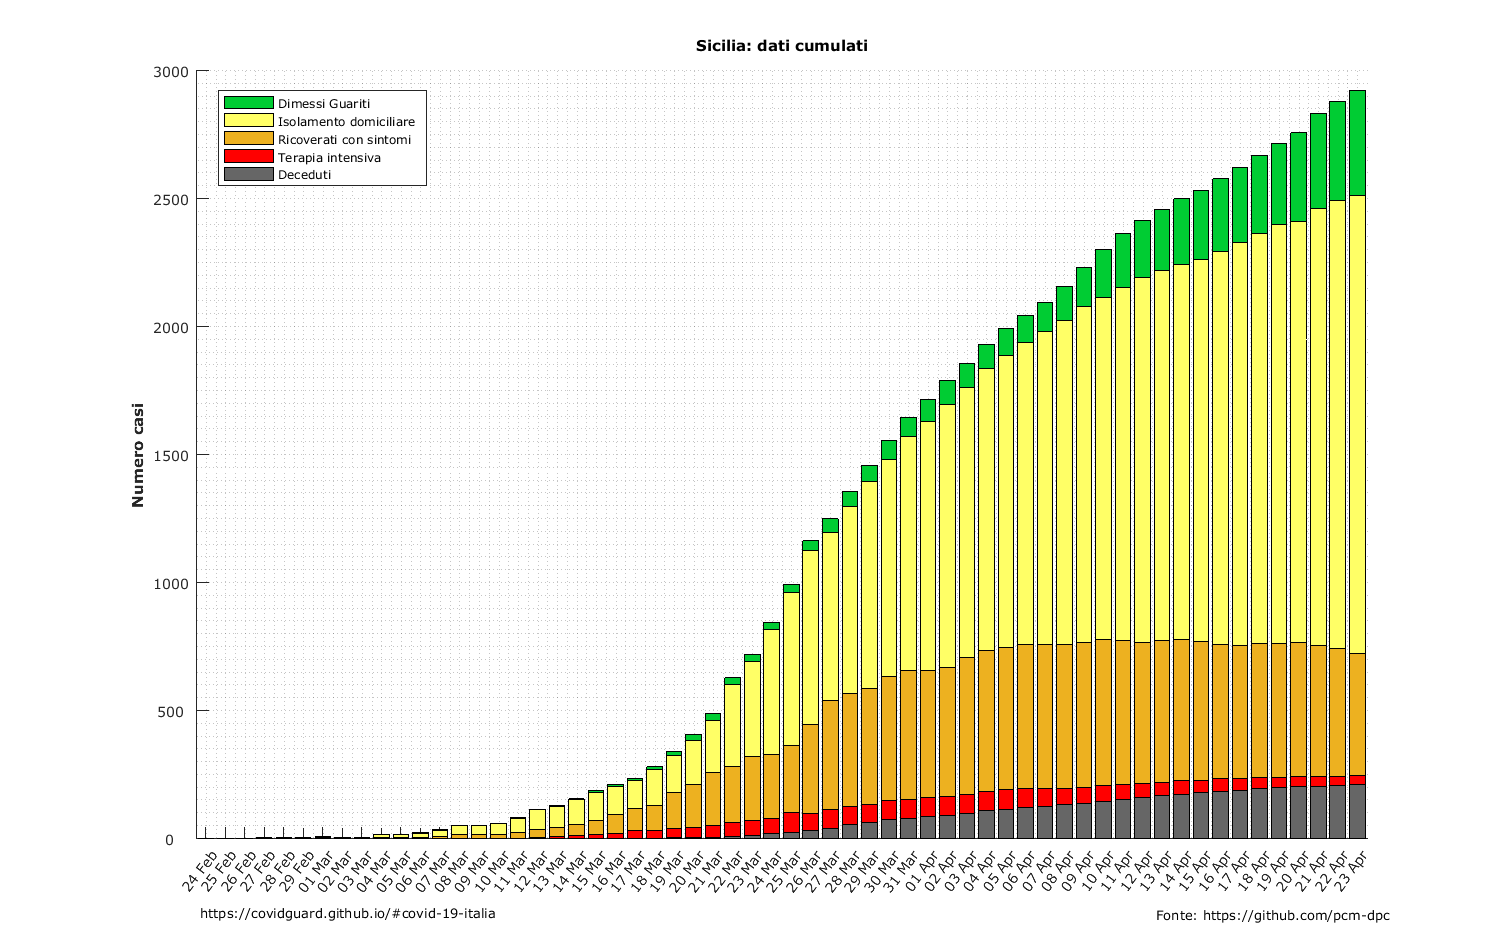 Sicilia: dati cumulati
3000
2500
2000
1500
1000
500
0
Numero casi
Dimessi Guariti
Isolamento domiciliare
Ricoverati con sintomi
Terapia intensiva
Deceduti
24 Feb
25 Feb
26 Feb
27 Feb
28 Feb
29 Feb
01 Mar
02 Mar
03 Mar
04 Mar
05 Mar
06 Mar
07 Mar
08 Mar
09 Mar
10 Mar
11 Mar
12 Mar
13 Mar
14 Mar
15 Mar
16 Mar
17 Mar
18 Mar
19 Mar
20 Mar
21 Mar
22 Mar
23 Mar
24 Mar
25 Mar
26 Mar
27 Mar
28 Mar
29 Mar
30 Mar
31 Mar
01 Apr
02 Apr
03 Apr
04 Apr
05 Apr
06 Apr
07 Apr
08 Apr
09 Apr
10 Apr
11 Apr
12 Apr
13 Apr
14 Apr
15 Apr
16 Apr
17 Apr
18 Apr
19 Apr
20 Apr
21 Apr
22 Apr
23 Apr
https://covidguard.github.io/#covid-19-italia
Fonte: https://github.com/pcm-dpc